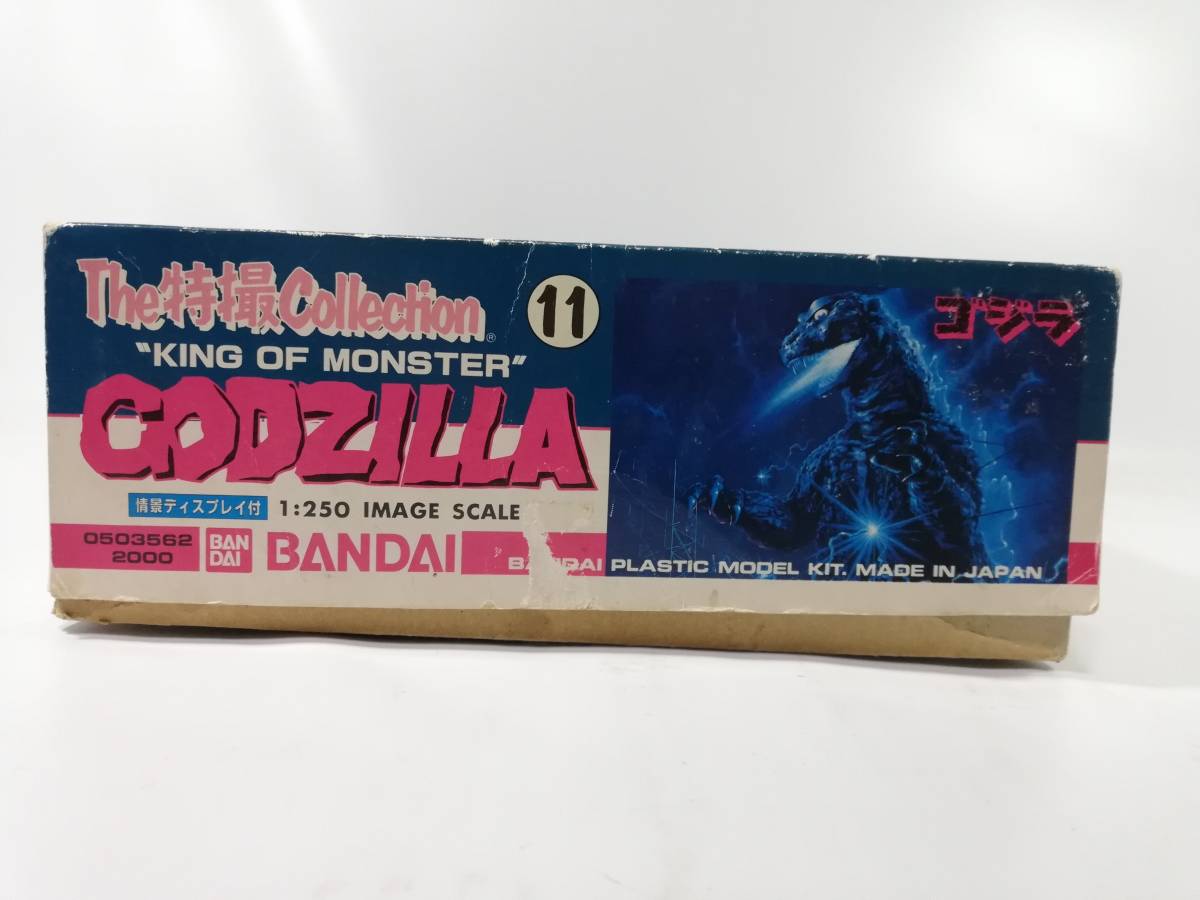 The特撮Collection®
11
"KING OF MONSTER"
GODZILLA
情景ディスプレイ付 1:250 IMAGE SCALE
0503562
2000
BAN
DAI
BANDAI
ゴジラ
BANDAI PLASTIC MODEL KIT. MADE IN JAPAN